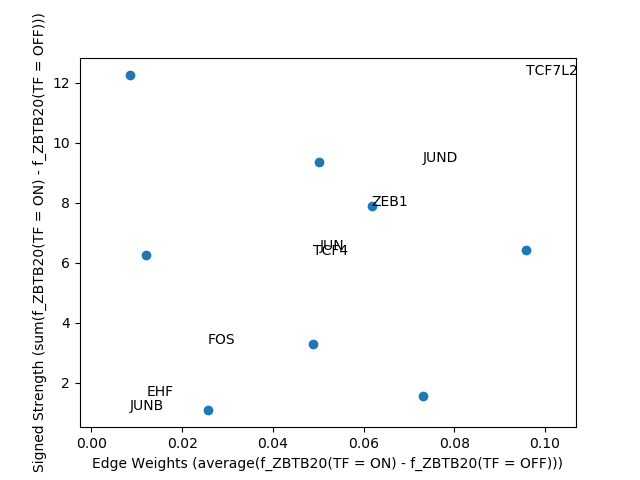 TCF7L2
JUND
ZEB1
JUN
TCF4
FOS
EHF
JUNB
12
10
8
6
4
2
0.00 0.02 0.04 0.06 0.08 0.10
Edge Weights (average(f_ZBTB20(TF = ON) - f_ZBTB20(TF = OFF)))
Signed Strength (sum(f_ZBTB20(TF = ON) - f_ZBTB20(TF = OFF)))